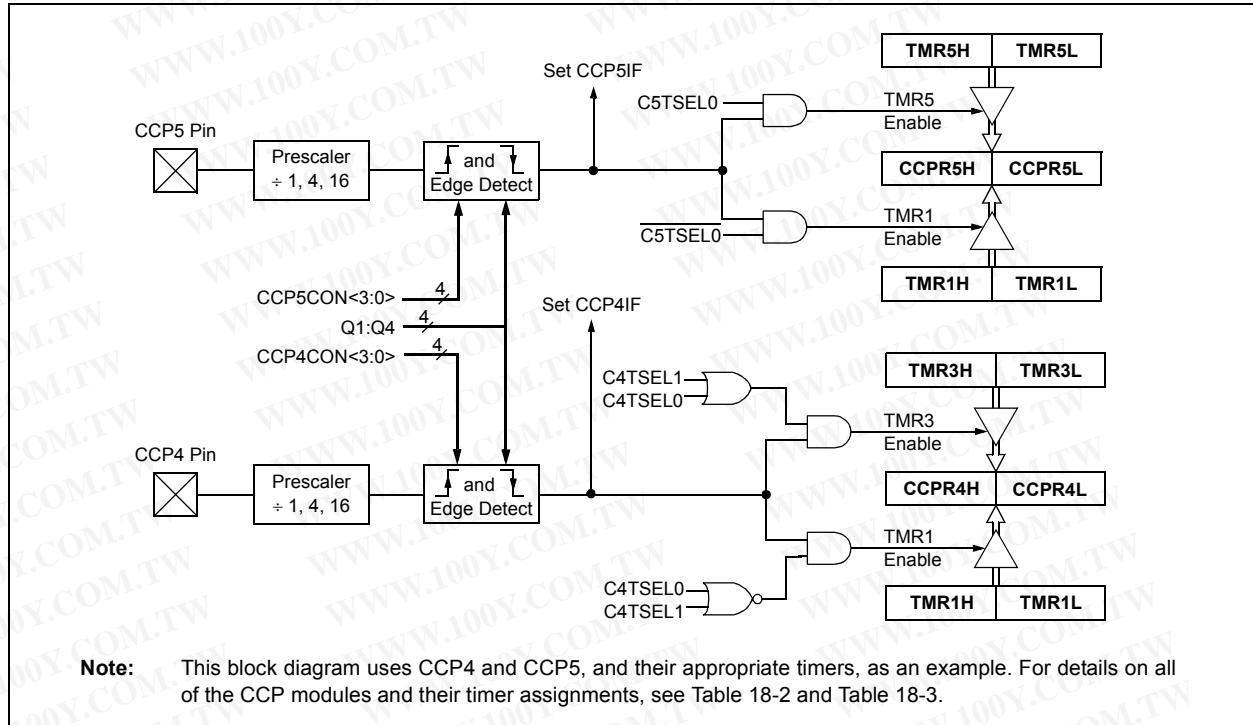 TMR5H TMR5L
Set CCP5IF
C5TSEL0
TMR5
Enable
CCP5 Pin
Prescaler
÷ 1, 4, 16
and
Edge Detect
CCPR5H CCPR5L
C5TSEL0
TMR1
Enable
TMR1H TMR1L
CCP5CON<3:0>
4
Q1:Q4
4
CCP4CON<3:0>
4
Set CCP4IF
TMR3H TMR3L
C4TSEL1
C4TSEL0
TMR3
Enable
CCP4 Pin
Prescaler
÷ 1, 4, 16
and
Edge Detect
CCPR4H CCPR4L
TMR1
Enable
C4TSEL0
C4TSEL1
TMR1H TMR1L
Note: This block diagram uses CCP4 and CCP5, and their appropriate timers, as an example. For details on all
of the CCP modules and their timer assignments, see Table 18-2 and Table 18-3.
WWW.100Y.COM.TW